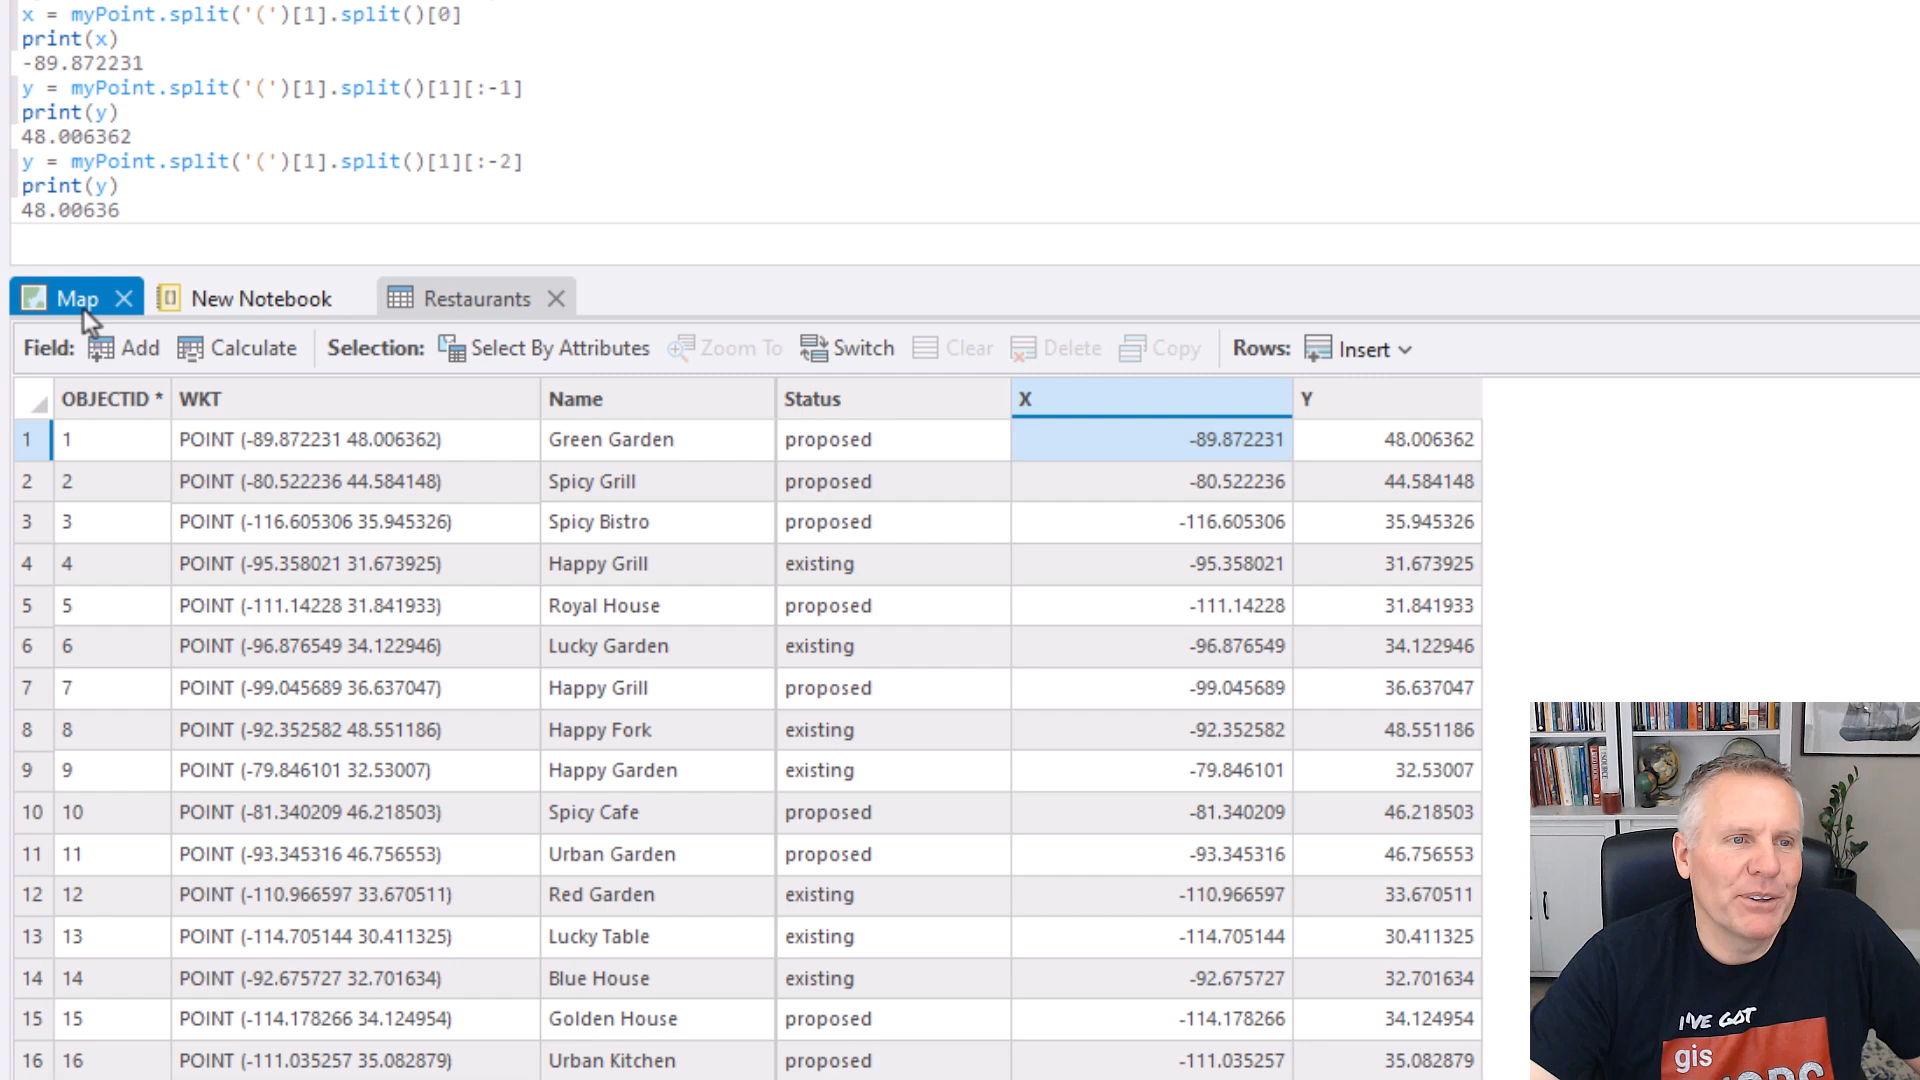 x = myPoint.split('(')[1].split()[0]
print(x)
-89.872231
y = myPoint.split('(')[1].split()[1][:-1]
print(y)
48.006362
y = myPoint.split('(')[1].split()[1][:-2]
print(y)
48.00636
Map New Notebook Restaurants
Field: Add Calculate Selection: Select By Attributes Zoom To Switch Clear Delete Copy Rows: Insert
OBJECTID * WKT Name Status X Y
1 1 POINT (-89.872231 48.006362) Green Garden proposed -89.872231 48.006362
2 2 POINT (-80.522236 44.584148) Spicy Grill proposed -80.522236 44.584148
3 3 POINT (-116.605306 35.945326) Spicy Bistro proposed -116.605306 35.945326
4 4 POINT (-95.358021 31.673925) Happy Grill existing -95.358021 31.673925
5 5 POINT (-111.14228 31.841933) Royal House proposed -111.14228 31.841933
6 6 POINT (-96.876549 34.122946) Lucky Garden existing -96.876549 34.122946
7 7 POINT (-99.045689 36.637047) Happy Grill proposed -99.045689 36.637047
8 8 POINT (-92.352582 48.551186) Happy Fork existing -92.352582 48.551186
9 9 POINT (-79.846101 32.53007) Happy Garden existing -79.846101 32.53007
10 10 POINT (-81.340209 46.218503) Spicy Cafe proposed -81.340209 46.218503
11 11 POINT (-93.345316 46.756553) Urban Garden proposed -93.345316 46.756553
12 12 POINT (-110.966597 33.670511) Red Garden existing -110.966597 33.670511
13 13 POINT (-114.705144 30.411325) Lucky Table existing -114.705144 30.411325
14 14 POINT (-92.675727 32.701634) Blue House existing -92.675727 32.701634
15 15 POINT (-114.178266 34.124954) Golden House proposed -114.178266 34.124954
16 16 POINT (-111.035257 35.082879) Urban Kitchen proposed -111.035257 35.082879
I'VE GOT
gis